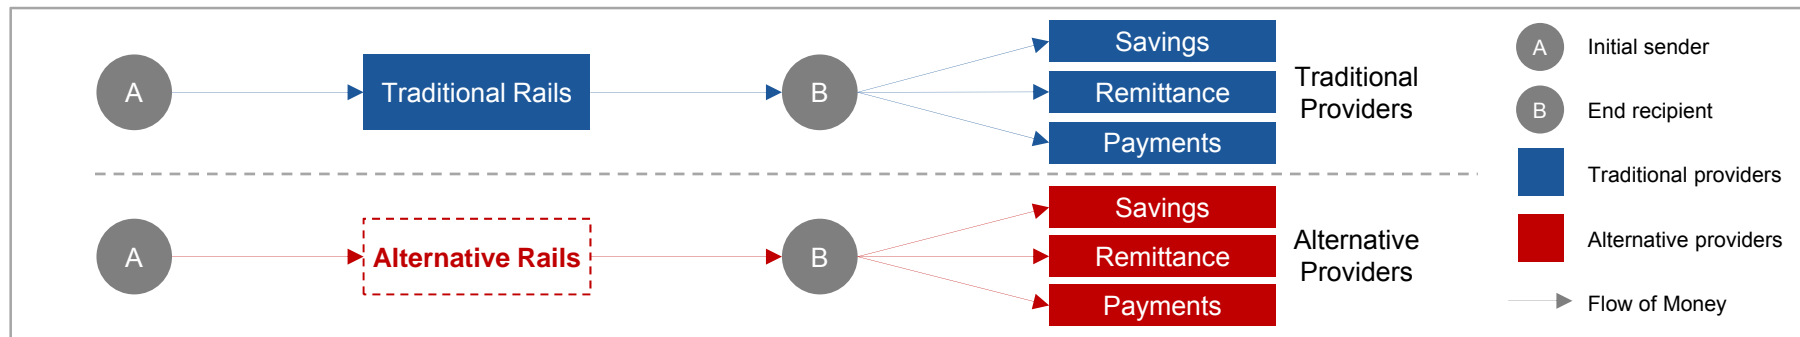 A
Traditional Rails
B
Savings
Remittance
Payments
Traditional
Providers
A
Alternative Rails
B
Savings
Remittance
Payments
Alternative
Providers
A
Initial sender
B
End recipient
Traditional providers
Alternative providers
Flow of Money